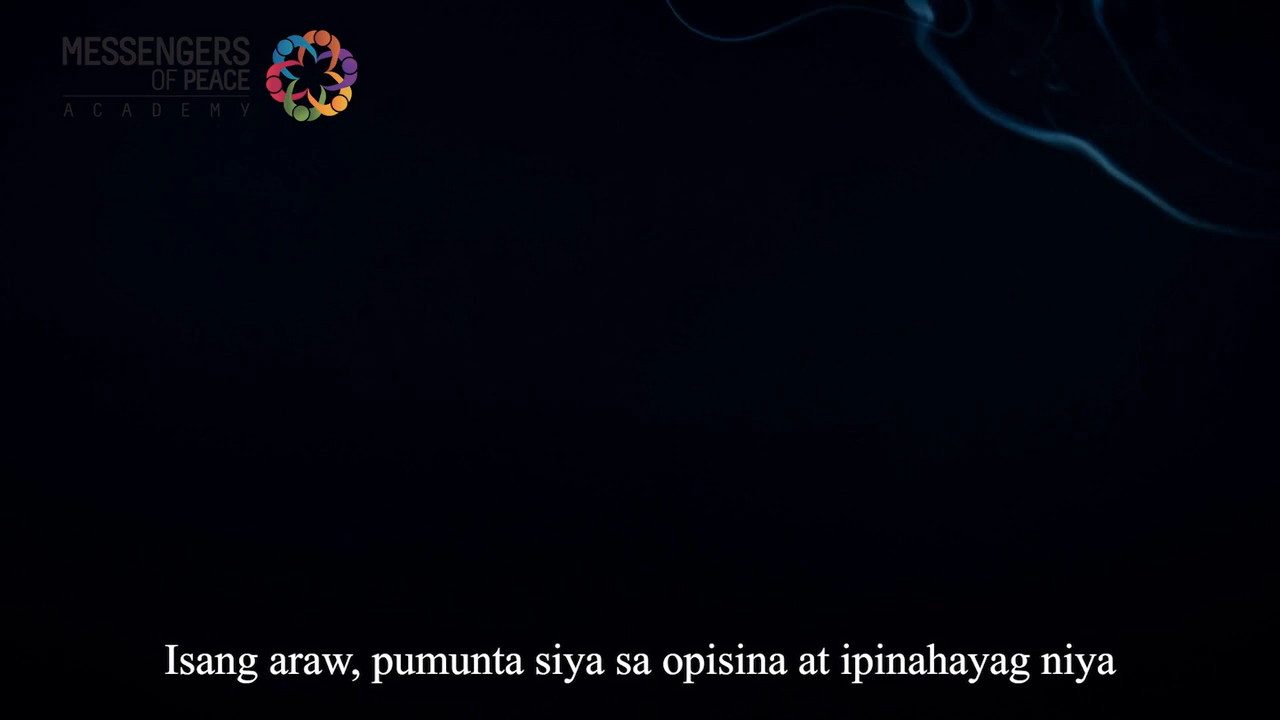 MESSENGERS
OF PEACE
ACADEMY
Isang araw, pumunta siya sa opisina at ipinahayag niya